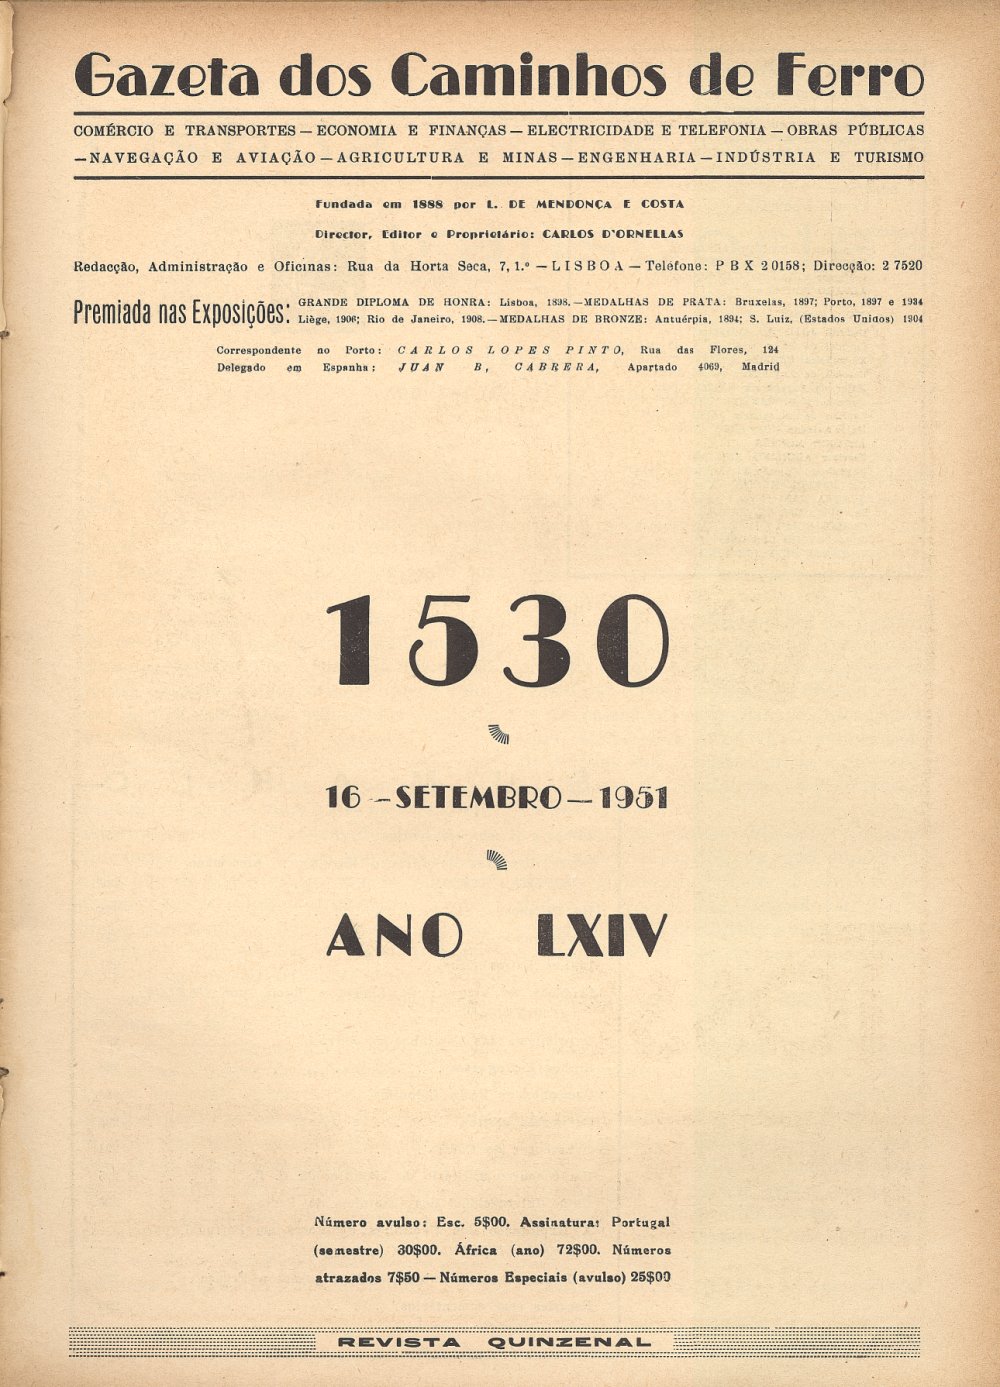 Gazeta dos Caminhos de Ferro
COMÉRCIO E TRANSPORTES — ECONOMIA E FINANÇAS — ELECTRICIDADE E TELEFONIA — OBRAS PÚBLICAS
— NAVEGAÇÃO E AVIAÇÃO — AGRICULTURA E MINAS — ENGENHARIA — INDÚSTRIA E TURISMO
Fundada em 1888 por L. DE MENDONÇA E COSTA
Director, Editor e Proprietário: CARLOS D'ORNELLAS
Redacção, Administração e Oficinas: Rua da Horta Seca, 7, 1.º — LISBOA — Telefone: P B X 2 0158; Direcção: 2 7520
Premiada nas Exposições:
GRANDE DIPLOMA DE HONRA: Lisboa, 1898. — MEDALHAS DE PRATA: Bruxelas, 1897; Porto, 1897 e 1934
Liège, 1906; Rio de Janeiro, 1908. — MEDALHAS DE BRONZE: Antuérpia, 1894; S. Luiz, (Estados Unidos) 1904
Correspondente no Porto: CARLOS LOPES PINTO, Rua das Flores, 124
Delegado em Espanha: JUAN B, CABRERA, Apartado 4069, Madrid
1530
16 — SETEMBRO — 1951
ANO LXIV
Número avulso: Esc. 5$00. Assinatura: Portugal
(semestre) 30$00. África (ano) 72$00. Números
atrazados 7$50 — Números Especiais (avulso) 25$00
REVISTA QUINZENAL